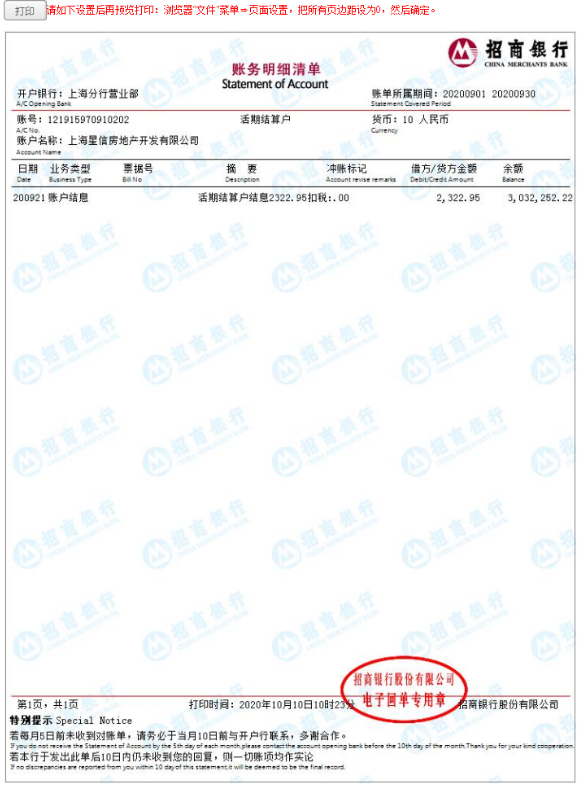 打印 请如下设置后再预览打印：浏览器“文件”菜单⇒页面设置，把所有页边距设为0，然后确定。
招商银行
CHINA MERCHANTS BANK
账务明细清单
Statement of Account
开户银行：上海分行营业部 账单所属期间：20200901 20200930
A/C Opening Bank Statement Covered Period
账号：121915970910202 活期结算户 货币：10 人民币
A/C No. Currency
账户名称：上海星信房地产开发有限公司
Account Name
日期 业务类型 票据号 摘 要 冲账标记 借方/贷方金额 余额
Date Business Type Bill No Description Account revise remarks Debit/Credit Amount Balance
200921 账户结息 活期结算户结息2322.95扣税:.00 2,322.95 3,032,252.22
招商银行股份有限公司
电子回单专用章
第1页，共1页 打印时间：2020年10月10日10时23分 招商银行股份有限公司
特别提示 Special Notice
若每月5日前未收到对账单，请务必于当月10日前与开户行联系，多谢合作。
If you do not receive the Statement of Account by the 5th day of each month,please contact the account opening bank before the 10th day of the month.Thank you for your kind cooperation.
若本行于发出此单后10日内仍未收到您的回复，则一切账项均作实论
If no discrepancies are reported from you within 10 day of this statement,it will be deemed to be the final record.